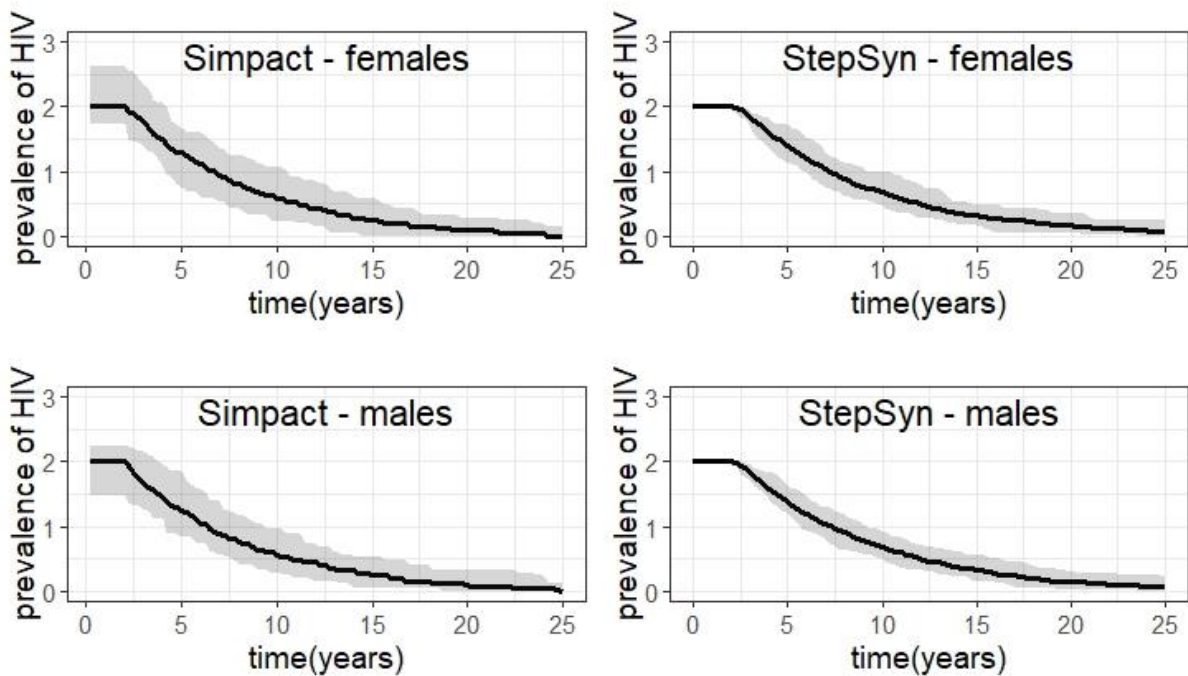 Simpact - females
prevalence of HIV
3
2
1
0
0 5 10 15 20 25
time(years)
StepSyn - females
prevalence of HIV
3
2
1
0
0 5 10 15 20 25
time(years)
Simpact - males
prevalence of HIV
3
2
1
0
0 5 10 15 20 25
time(years)
StepSyn - males
prevalence of HIV
3
2
1
0
0 5 10 15 20 25
time(years)